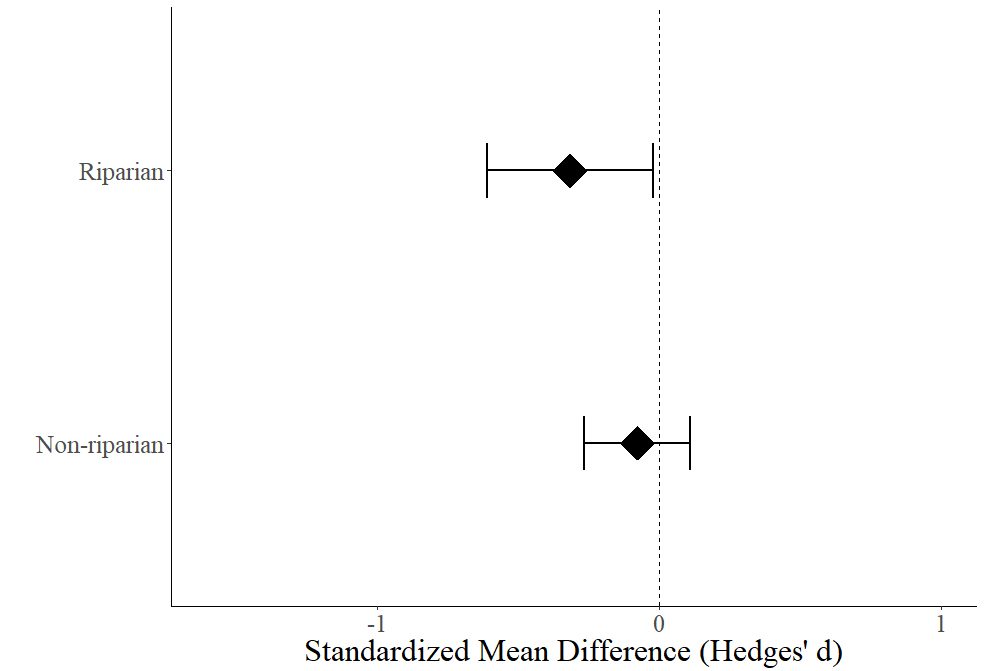 Riparian
Non-riparian
-1 0 1
Standardized Mean Difference (Hedges' d)